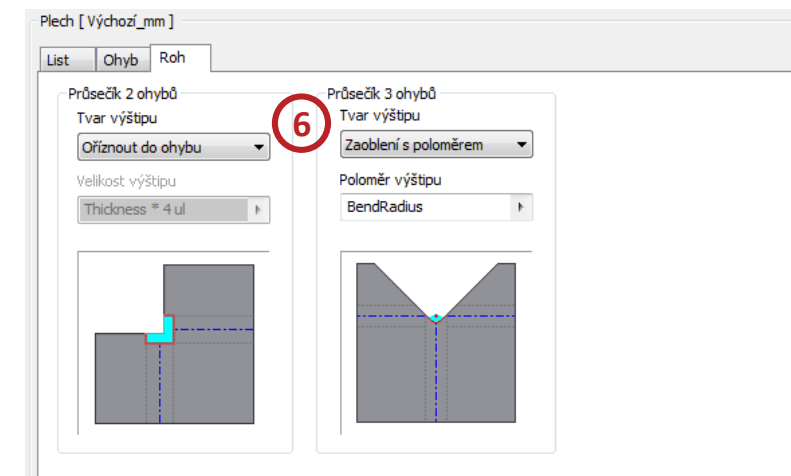 Plech [ Výchozí_mm ]
List
Ohyb
Roh
Průsečík 2 ohybů
Tvar výštipu
Oříznout do ohybu
Velikost výštipu
Thickness * 4 ul
6
Průsečík 3 ohybů
Tvar výštipu
Zaoblení s poloměrem
Poloměr výštipu
BendRadius